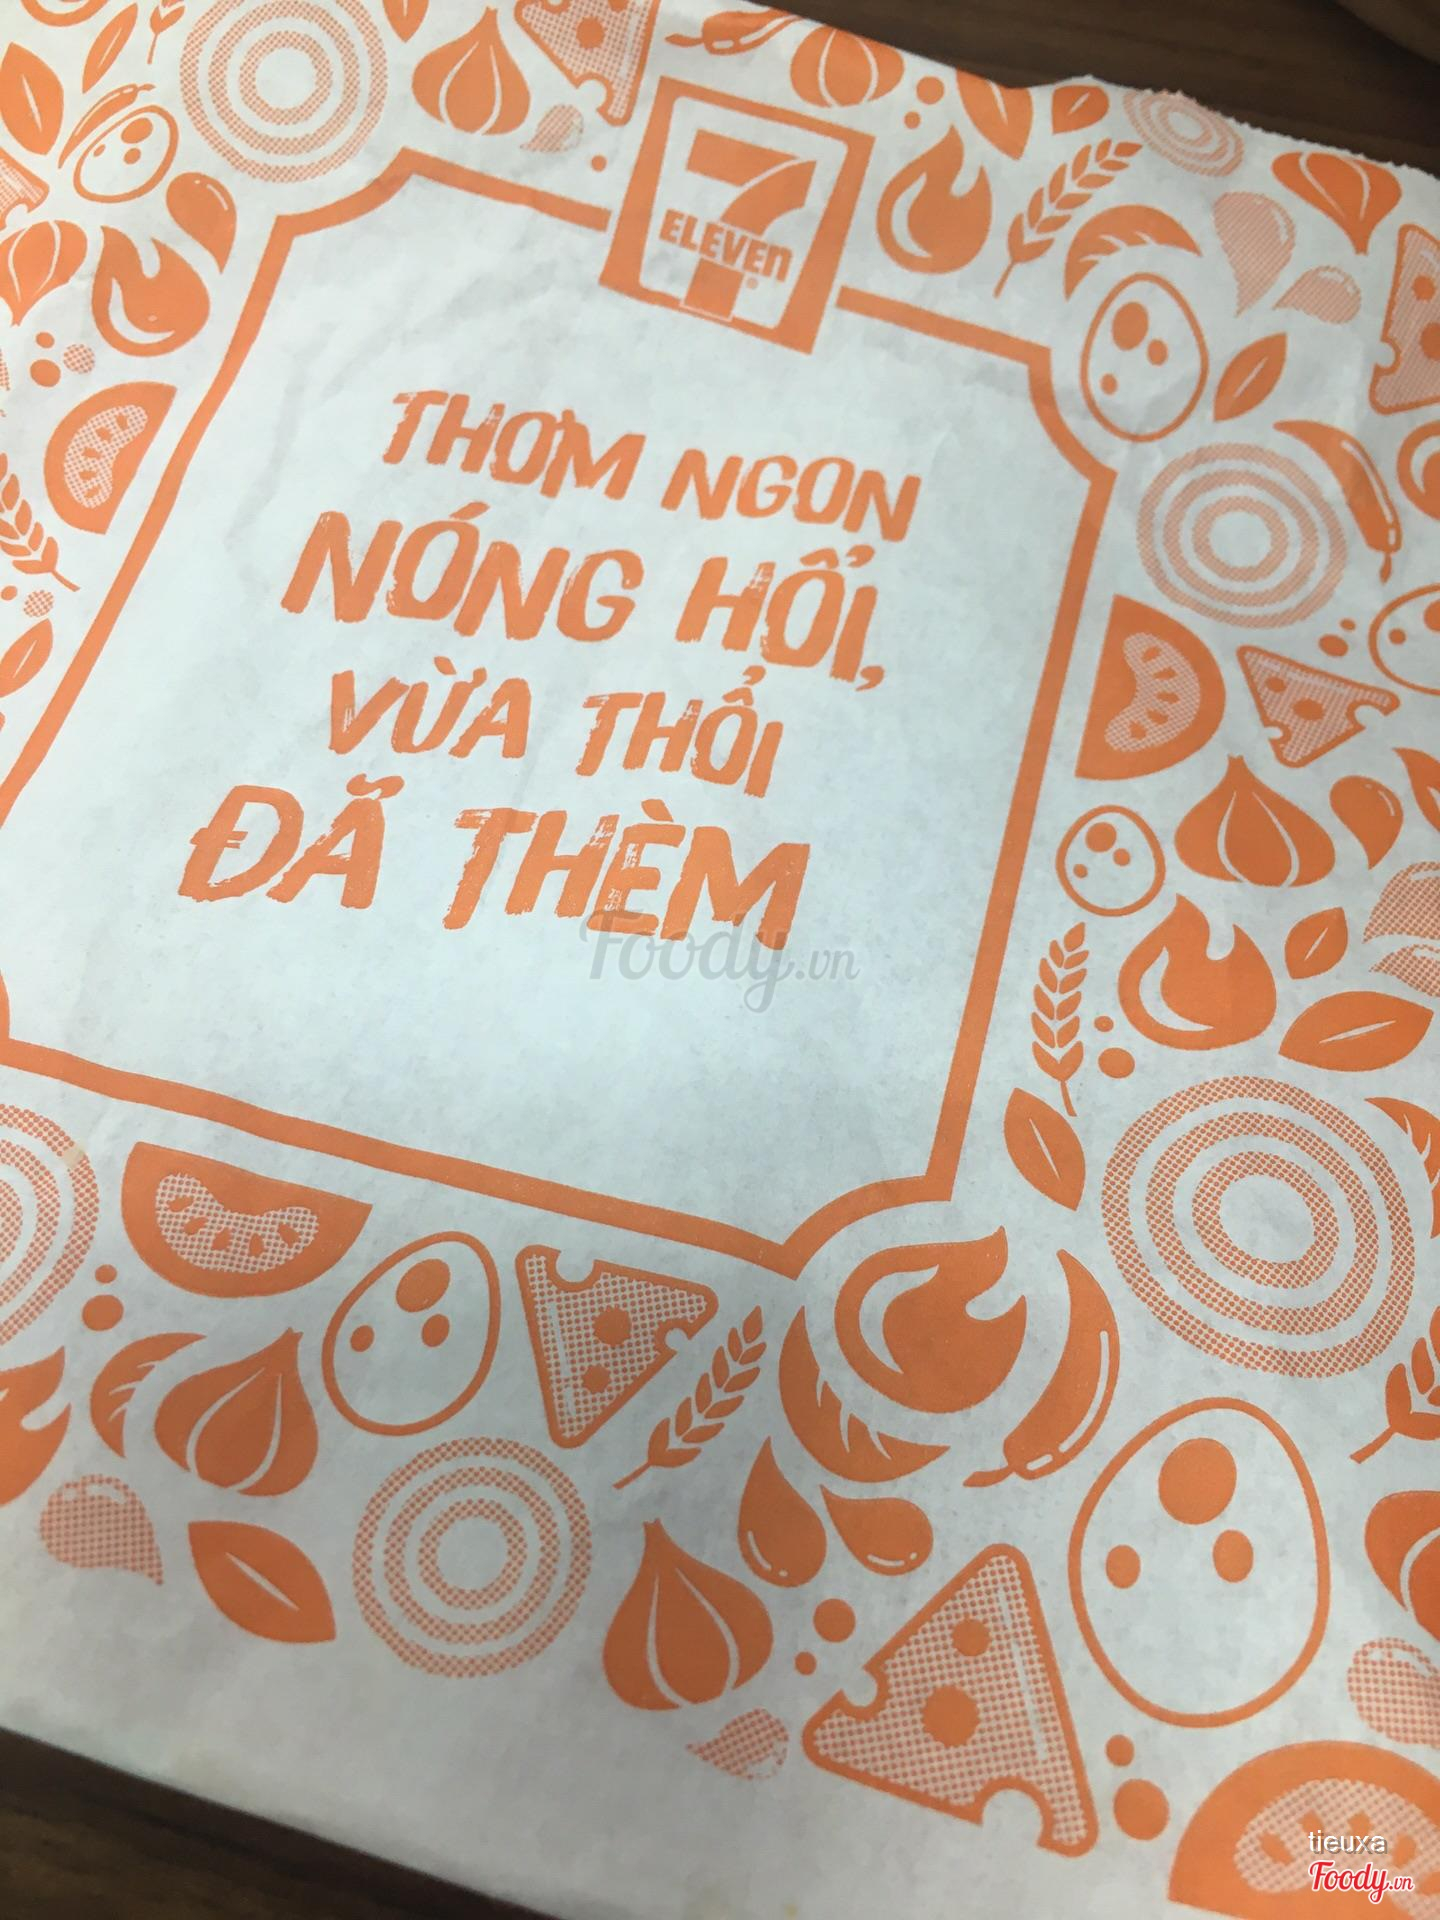 7
ELEVEn
®
THƠM NGON
NÓNG HỔI,
VỪA THỔI
ĐÃ THÈM
Foody.vn
tieuxa
Foody.vn